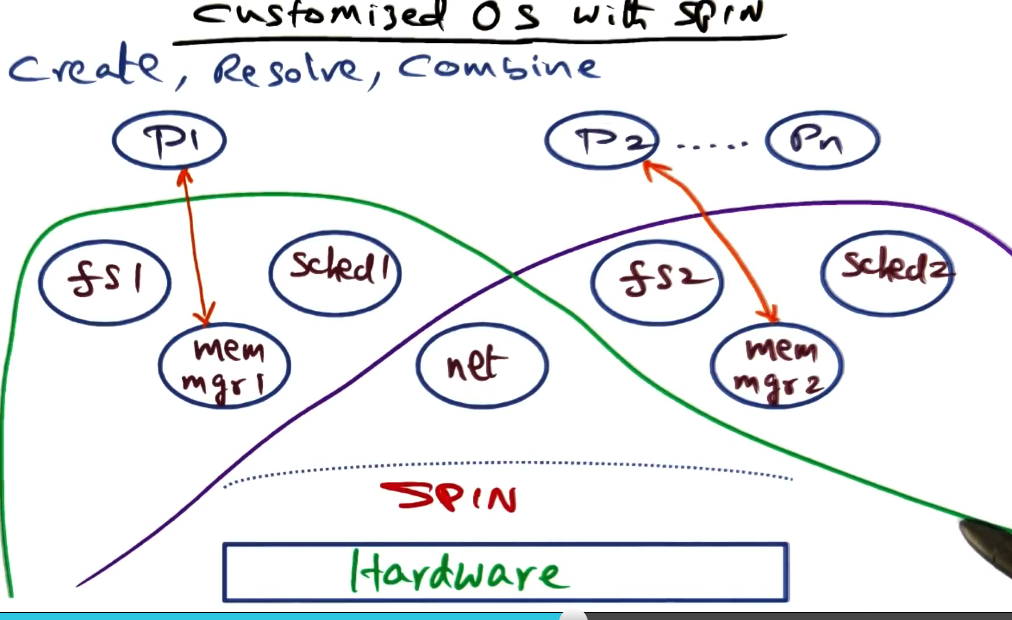 Customized OS with SPIN
Create, Resolve, Combine
P1
P2 ..... Pn
fs1
sched1
fs2
sched2
mem
mgr1
net
mem
mgr2
SPIN
Hardware